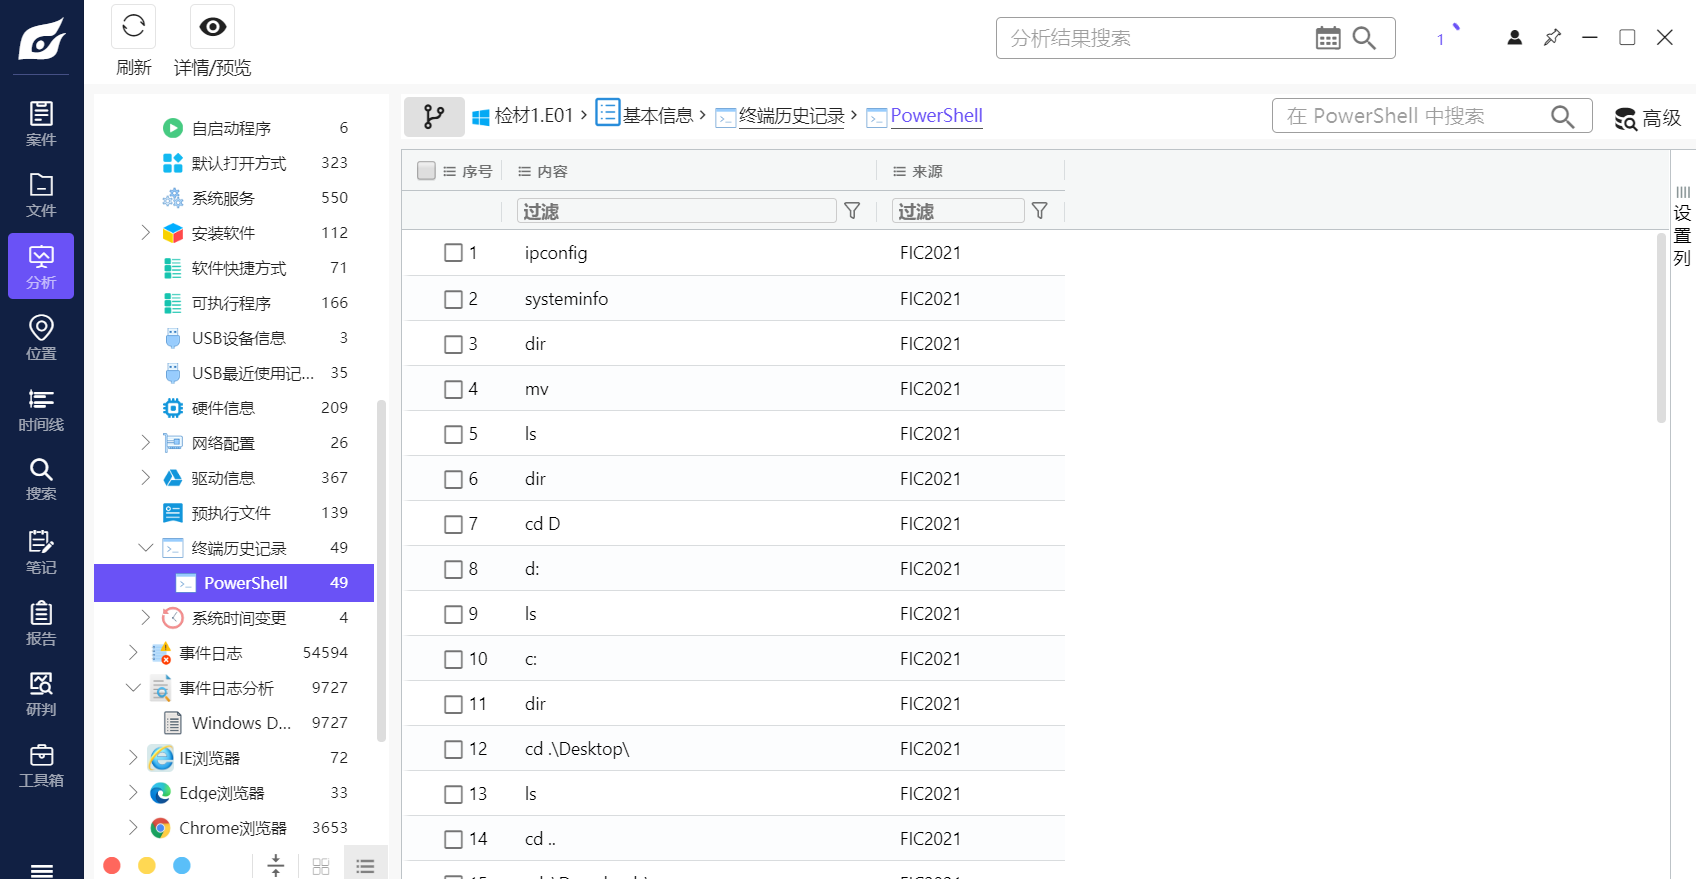 刷新
详情/预览
分析结果搜索
1
案件
文件
分析
位置
时间线
搜索
笔记
报告
研判
工具箱
自启动程序 6
默认打开方式 323
系统服务 550
安装软件 112
软件快捷方式 71
可执行程序 166
USB设备信息 3
USB最近使用记... 35
硬件信息 209
网络配置 26
驱动信息 367
预执行文件 139
终端历史记录 49
PowerShell 49
系统时间变更 4
事件日志 54594
事件日志分析 9727
Windows D... 9727
IE浏览器 72
Edge浏览器 33
Chrome浏览器 3653
检材1.E01 › 基本信息 › 终端历史记录 › PowerShell
在 PowerShell 中搜索
高级
序号 内容 来源
过滤 过滤
1 ipconfig FIC2021
2 systeminfo FIC2021
3 dir FIC2021
4 mv FIC2021
5 ls FIC2021
6 dir FIC2021
7 cd D FIC2021
8 d: FIC2021
9 ls FIC2021
10 c: FIC2021
11 dir FIC2021
12 cd .\Desktop\ FIC2021
13 ls FIC2021
14 cd .. FIC2021
设置列